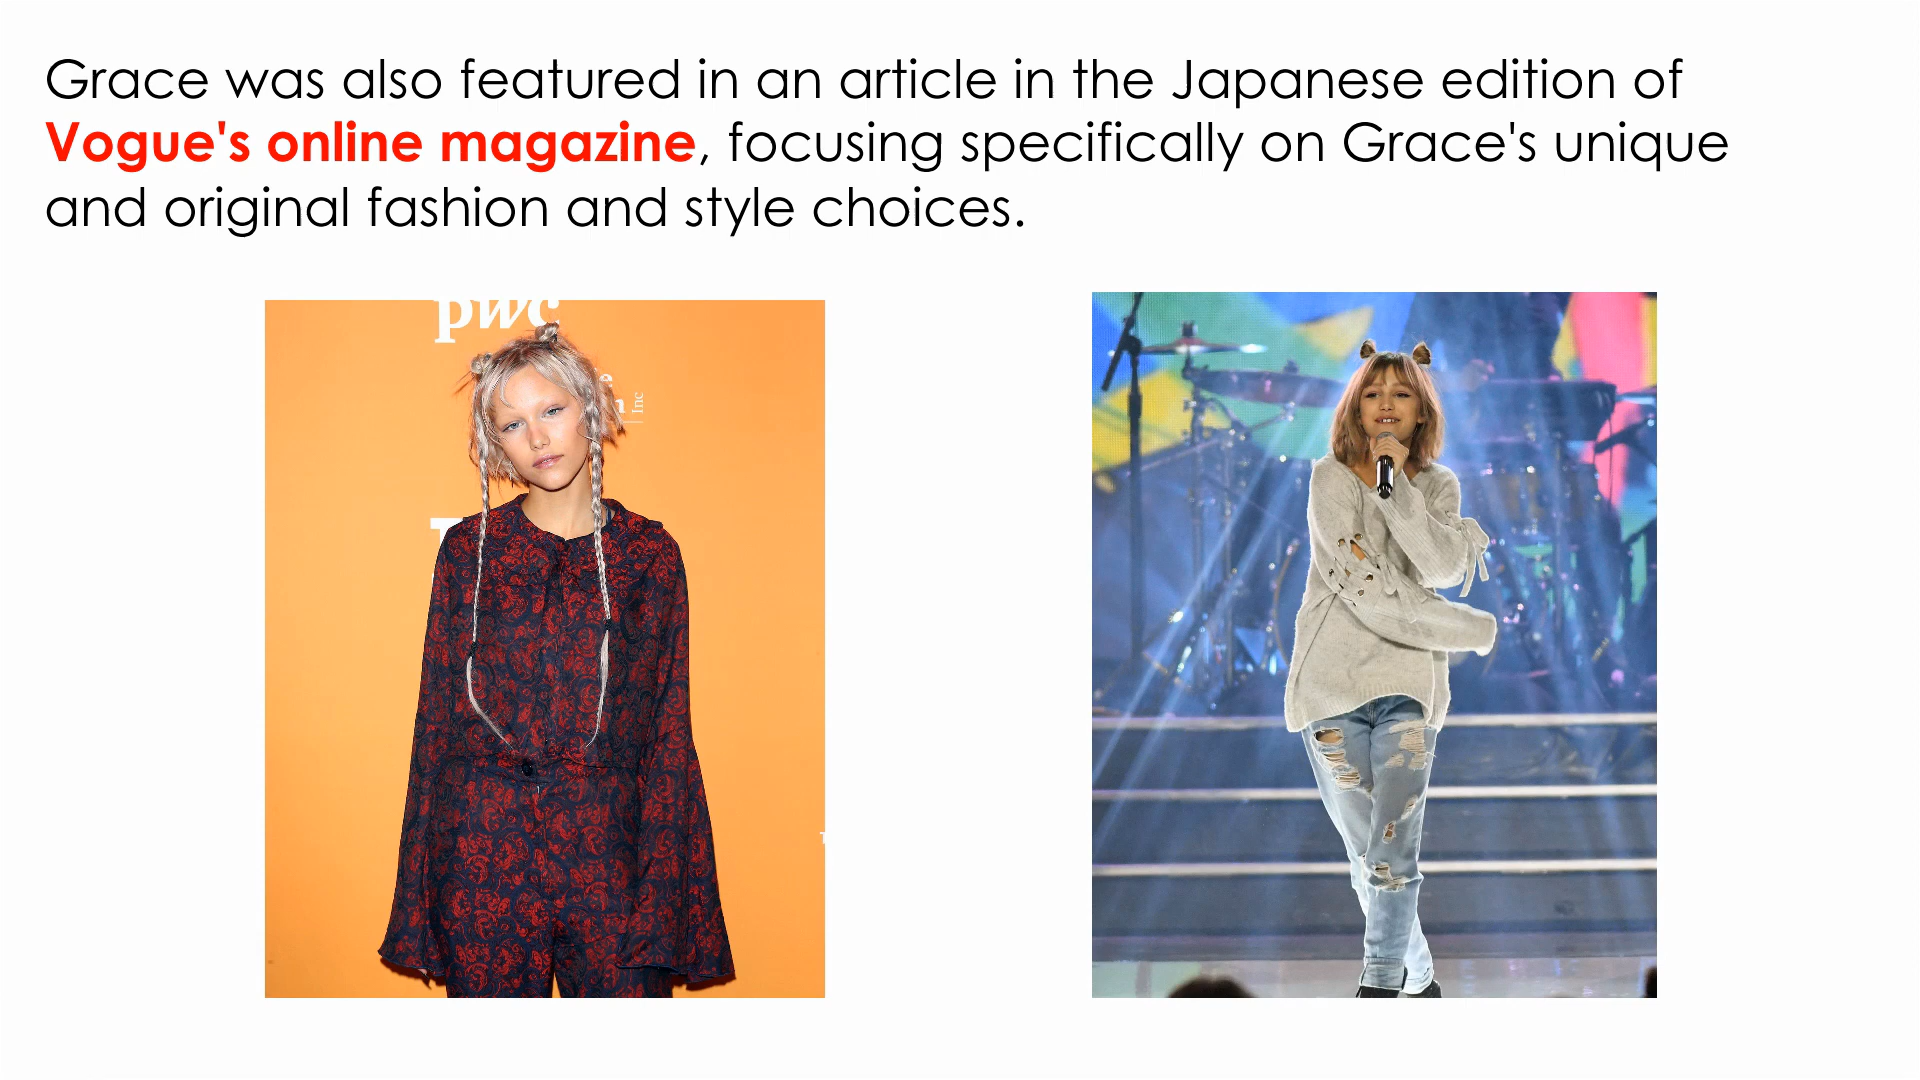 Grace was also featured in an article in the Japanese edition of
Vogue's online magazine, focusing specifically on Grace's unique
and original fashion and style choices.
pwc
Inc